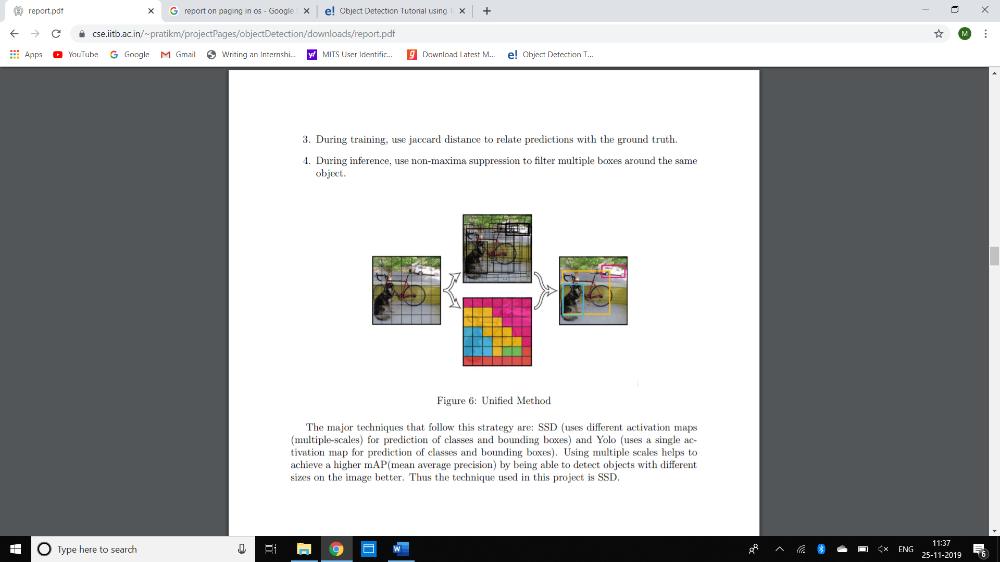 report.pdf
report on paging in os - Google S
Object Detection Tutorial using T
cse.iitb.ac.in/~pratikm/projectPages/objectDetection/downloads/report.pdf
M
Apps
YouTube
Google
Gmail
Writing an Internshi...
MITS User Identific...
Download Latest M...
Object Detection T...
3. During training, use jaccard distance to relate predictions with the ground truth.
4. During inference, use non-maxima suppression to filter multiple boxes around the same
object.
Figure 6: Unified Method
The major techniques that follow this strategy are: SSD (uses different activation maps
(multiple-scales) for prediction of classes and bounding boxes) and Yolo (uses a single ac-
tivation map for prediction of classes and bounding boxes). Using multiple scales helps to
achieve a higher mAP(mean average precision) by being able to detect objects with different
sizes on the image better. Thus the technique used in this project is SSD.
Type here to search
ENG
11:37
25-11-2019
6